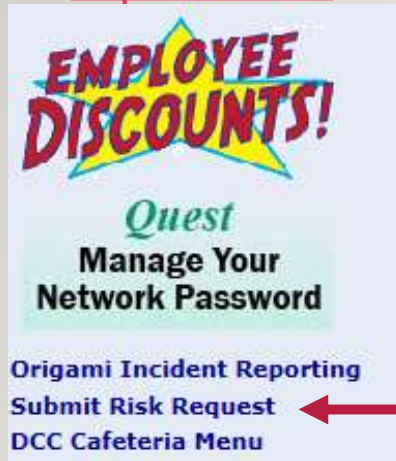 EMPLOYEE
DISCOUNTS!
Quest
Manage Your
Network Password
Origami Incident Reporting
Submit Risk Request
DCC Cafeteria Menu